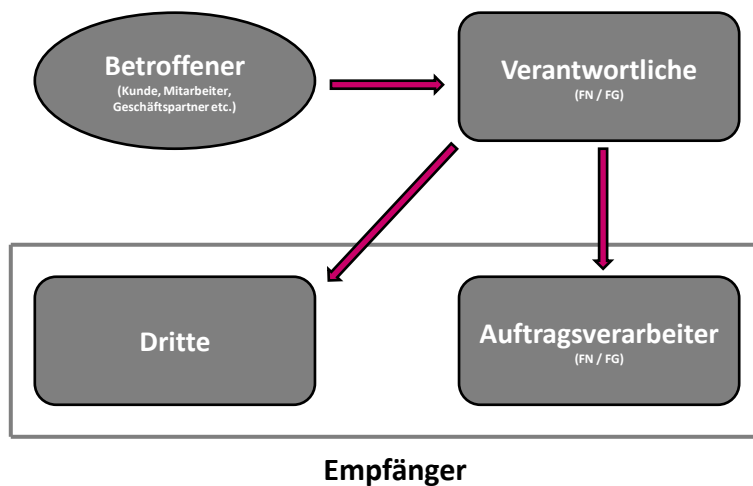 Betroffener
(Kunde, Mitarbeiter,
Geschäftspartner etc.)
Verantwortliche
(FN / FG)
Dritte
Auftragsverarbeiter
(FN / FG)
Empfänger